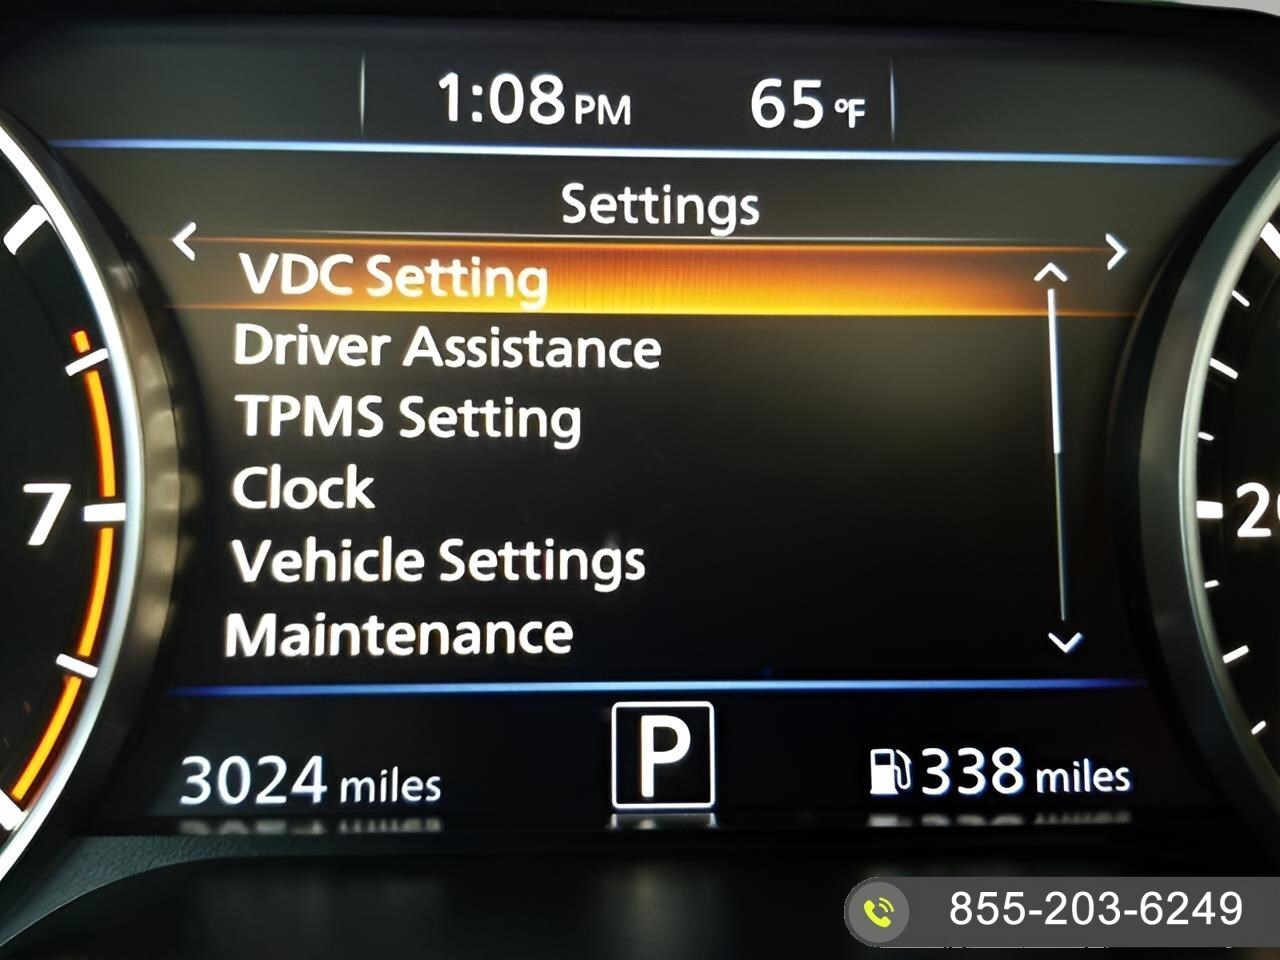 1:08 PM 65 °F
Settings
VDC Setting
Driver Assistance
TPMS Setting
Clock
7
Vehicle Settings
Maintenance
P
3024 miles
338 miles
855-203-6249